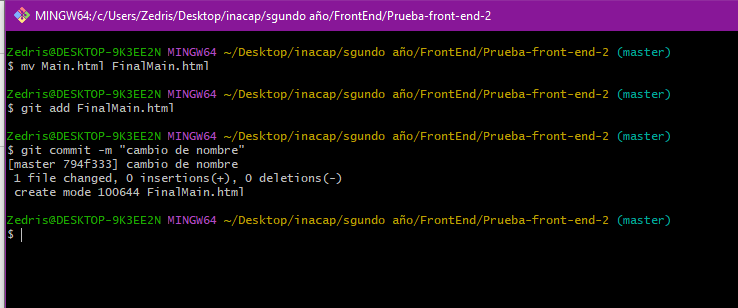 MINGW64:/c/Users/Zedris/Desktop/inacap/sgundo año/FrontEnd/Prueba-front-end-2
Zedris@DESKTOP-9K3EE2N MINGW64 ~/Desktop/inacap/sgundo año/FrontEnd/Prueba-front-end-2 (master)
$ mv Main.html FinalMain.html
Zedris@DESKTOP-9K3EE2N MINGW64 ~/Desktop/inacap/sgundo año/FrontEnd/Prueba-front-end-2 (master)
$ git add FinalMain.html
Zedris@DESKTOP-9K3EE2N MINGW64 ~/Desktop/inacap/sgundo año/FrontEnd/Prueba-front-end-2 (master)
$ git commit -m "cambio de nombre"
[master 794f333] cambio de nombre
 1 file changed, 0 insertions(+), 0 deletions(-)
 create mode 100644 FinalMain.html
Zedris@DESKTOP-9K3EE2N MINGW64 ~/Desktop/inacap/sgundo año/FrontEnd/Prueba-front-end-2 (master)
$